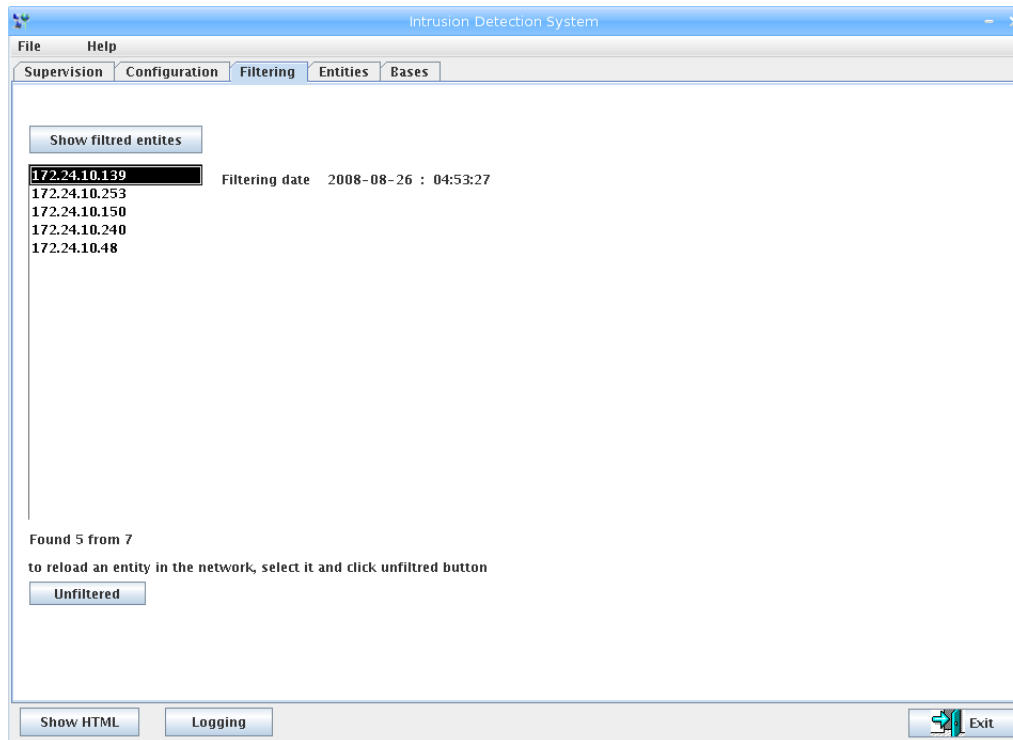 Intrusion Detection System
File Help
Supervision Configuration Filtering Entities Bases
Show filtred entites
172.24.10.139
Filtering date 2008-08-26 : 04:53:27
172.24.10.253
172.24.10.150
172.24.10.240
172.24.10.48
Found 5 from 7
to reload an entity in the network, select it and click unfiltred button
Unfiltered
Show HTML Logging Exit